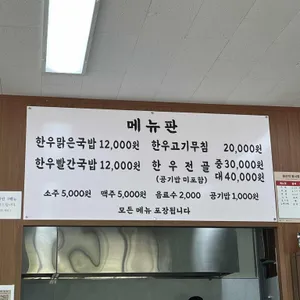 메뉴판
한우맑은국밥 12,000원 한우고기무침 20,000원
한우빨간국밥 12,000원 한우전골 중30,000원
(공기밥 미포함) 대40,000원
소주 5,000원 맥주 5,000원 음료수 2,000 공기밥 1,000원
모든 메뉴 포장됩니다